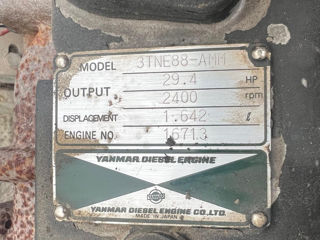 MODEL 3TNE88-AMM
OUTPUT 29.4 HP
2400 rpm
DISPLACEMENT 1.642 ℓ
ENGINE NO. 16713
YANMAR DIESEL ENGINE
YANMAR DIESEL ENGINE CO.,LTD.
MADE IN JAPAN